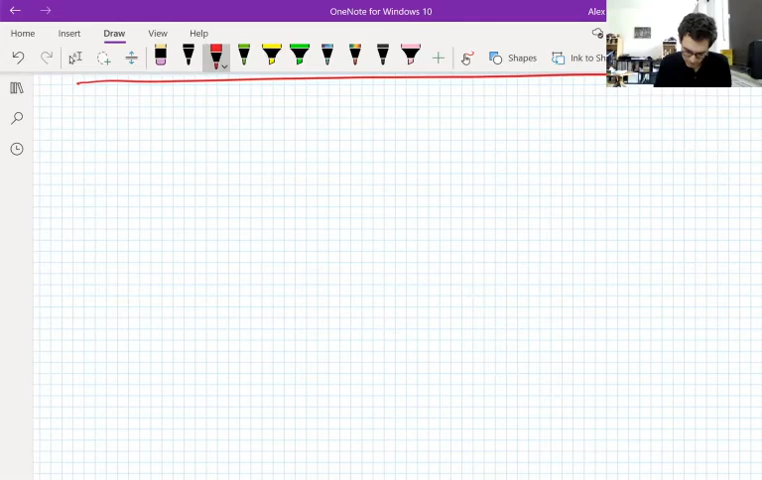 OneNote for Windows 10
Alex
Home Insert Draw View Help
Shapes
Ink to Sh